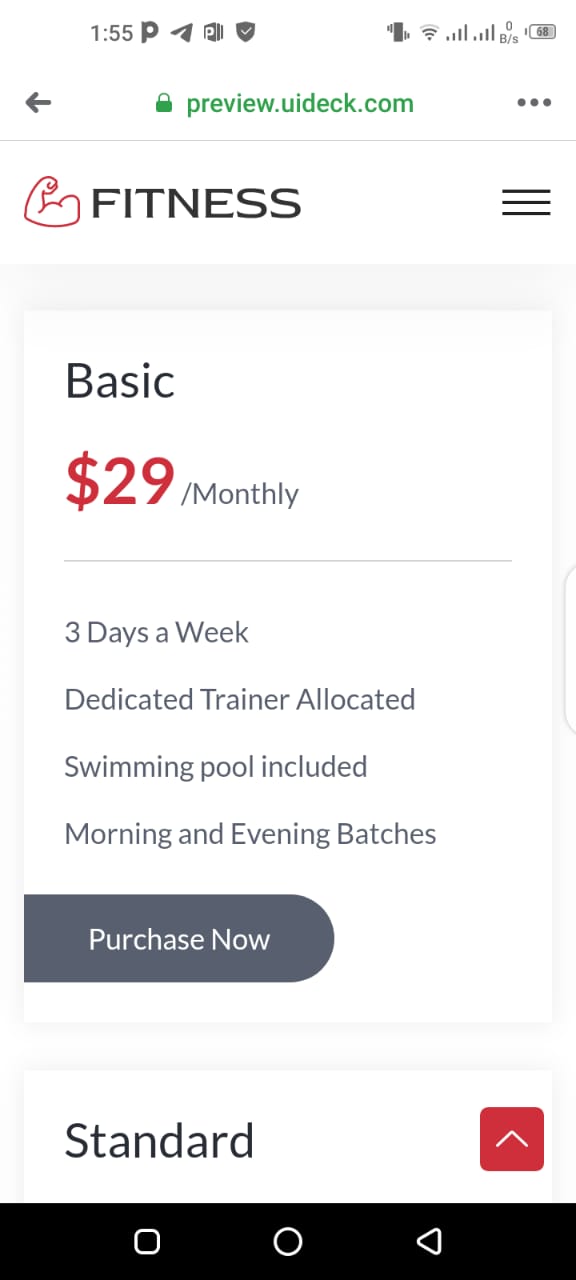 1:55
0
B/s
68
preview.uideck.com
FITNESS
Basic
$29 /Monthly
3 Days a Week
Dedicated Trainer Allocated
Swimming pool included
Morning and Evening Batches
Purchase Now
Standard